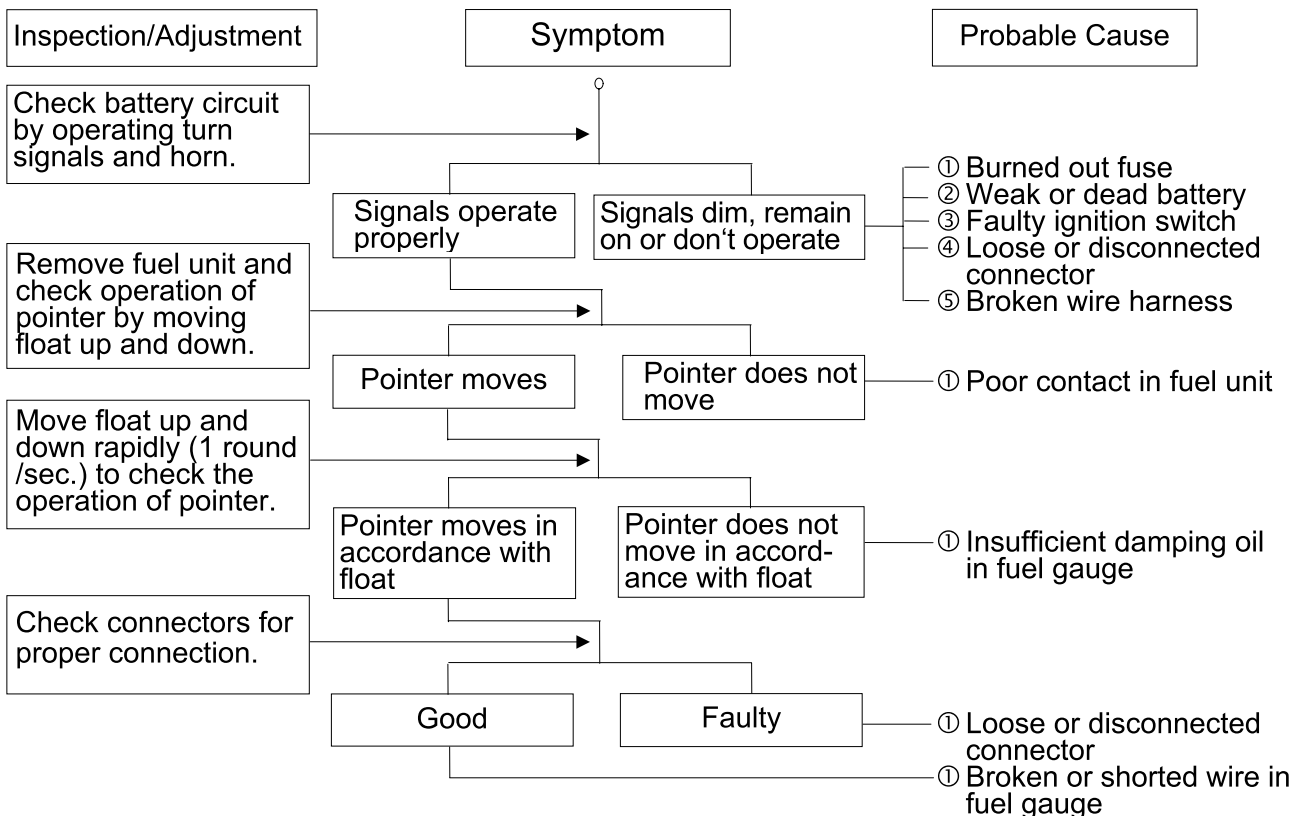 Inspection/Adjustment
Symptom
Probable Cause
Check battery circuit
by operating turn
signals and horn.
Signals operate
properly
Signals dim, remain
on or don't operate
① Burned out fuse
② Weak or dead battery
③ Faulty ignition switch
④ Loose or disconnected
connector
⑤ Broken wire harness
Remove fuel unit and
check operation of
pointer by moving
float up and down.
Pointer moves
Pointer does not
move
① Poor contact in fuel unit
Move float up and
down rapidly (1 round
/sec.) to check the
operation of pointer.
Pointer moves in
accordance with
float
Pointer does not
move in accord-
ance with float
① Insufficient damping oil
in fuel gauge
Check connectors for
proper connection.
Good
Faulty
① Loose or disconnected
connector
① Broken or shorted wire in
fuel gauge